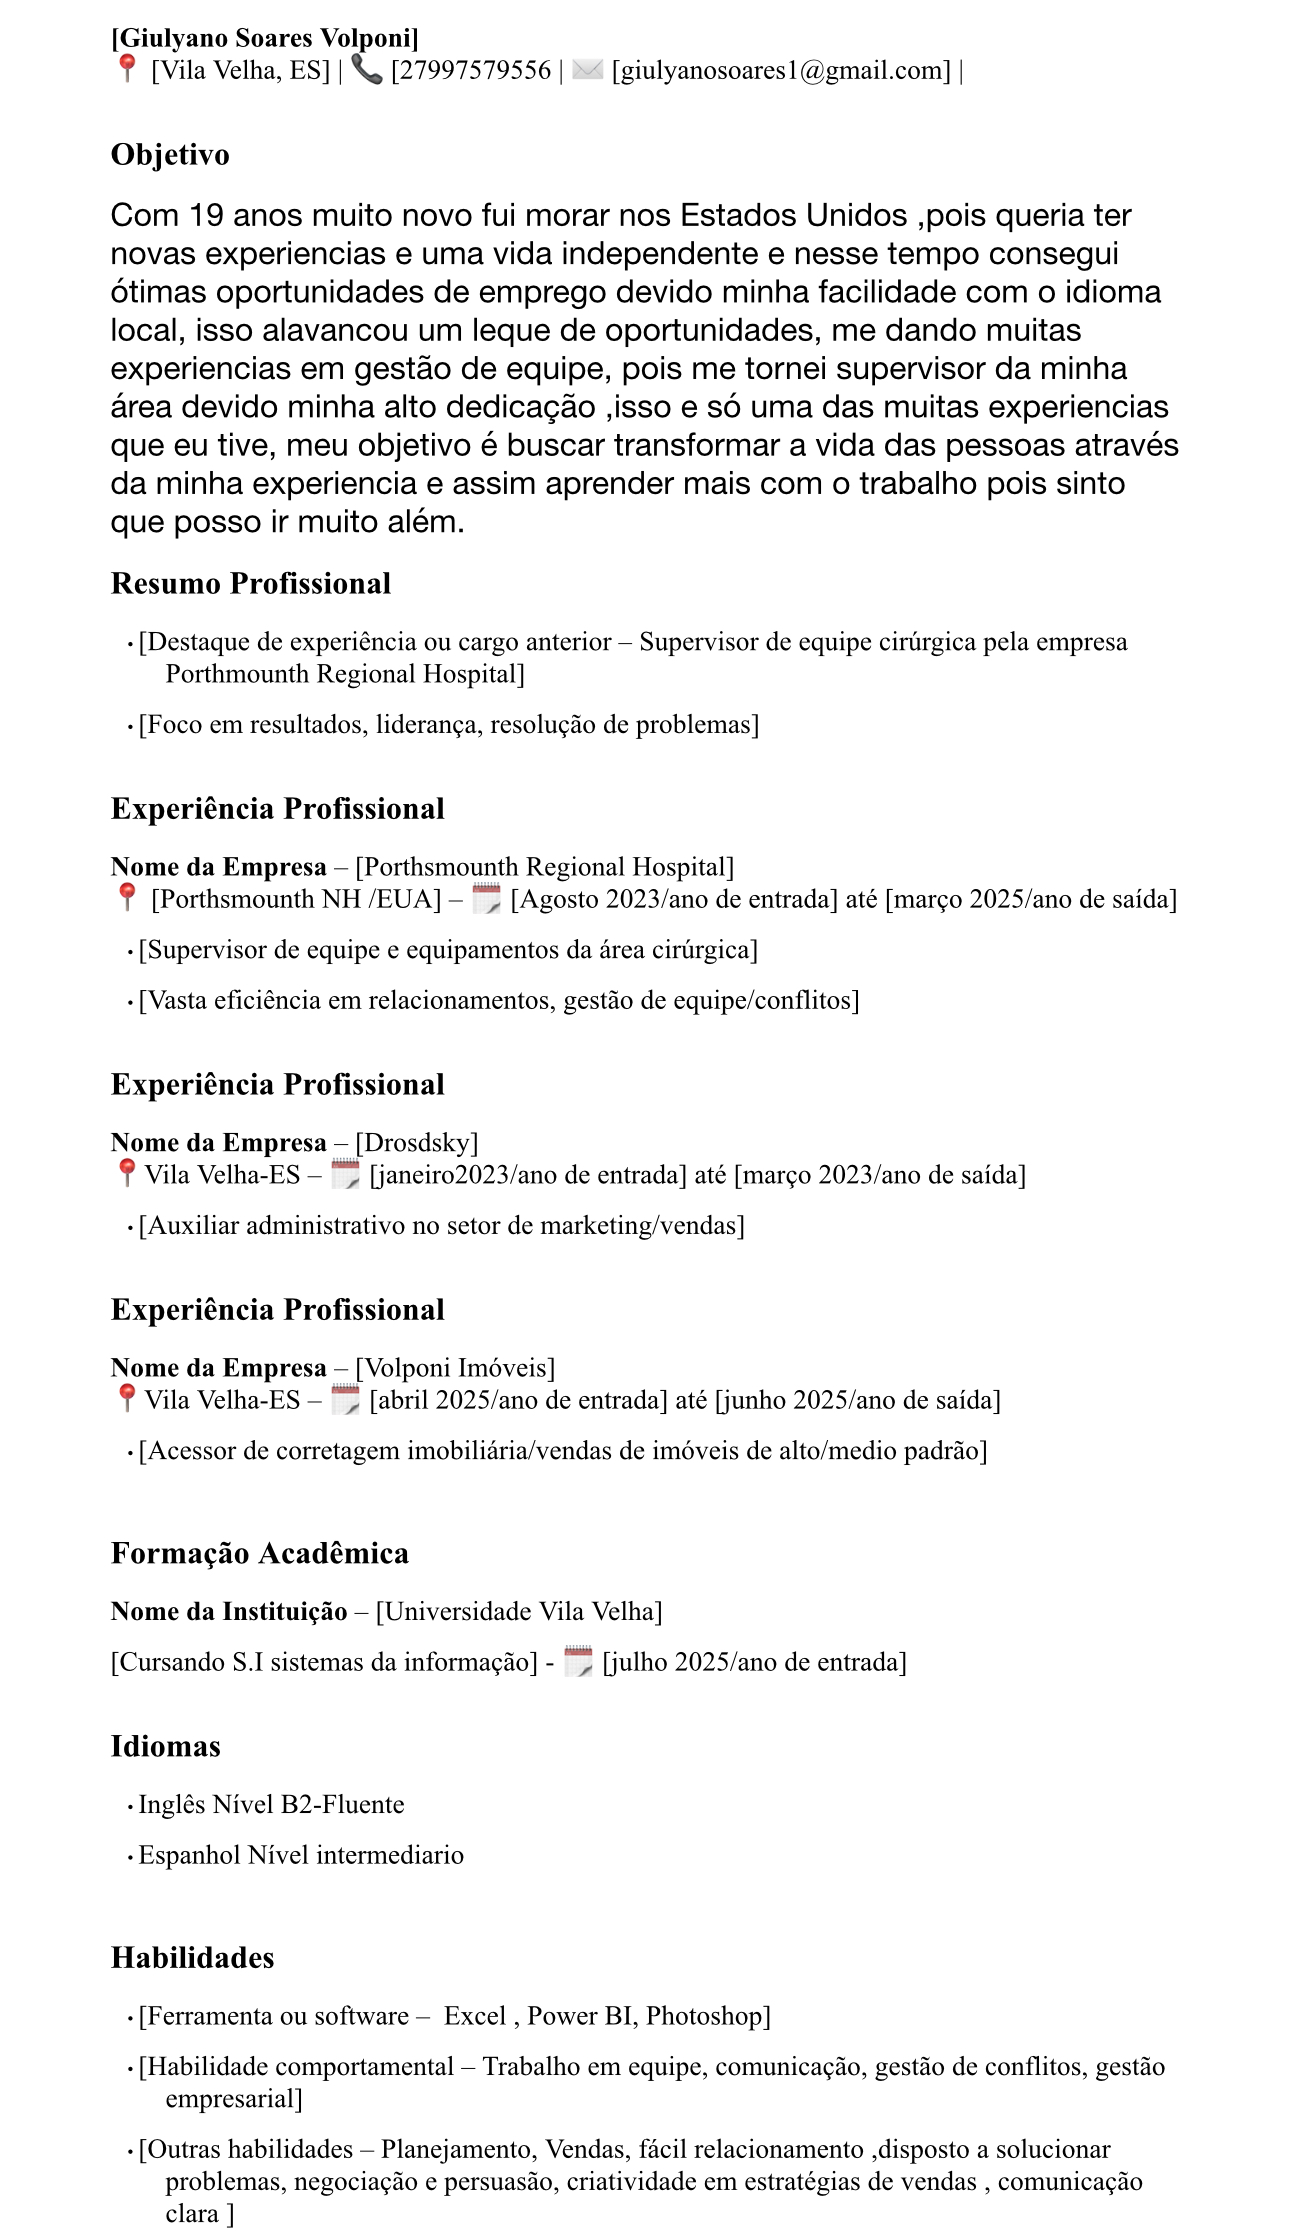 [Giulyano Soares Volponi]
📍 [Vila Velha, ES] | 📞 [27997579556 | ✉️ [giulyanosoares1@gmail.com] |
Objetivo
Com 19 anos muito novo fui morar nos Estados Unidos ,pois queria ter
novas experiencias e uma vida independente e nesse tempo consegui
ótimas oportunidades de emprego devido minha facilidade com o idioma
local, isso alavancou um leque de oportunidades, me dando muitas
experiencias em gestão de equipe, pois me tornei supervisor da minha
área devido minha alto dedicação ,isso e só uma das muitas experiencias
que eu tive, meu objetivo é buscar transformar a vida das pessoas através
da minha experiencia e assim aprender mais com o trabalho pois sinto
que posso ir muito além.
Resumo Profissional
• [Destaque de experiência ou cargo anterior – Supervisor de equipe cirúrgica pela empresa
Porthmounth Regional Hospital]
• [Foco em resultados, liderança, resolução de problemas]
Experiência Profissional
Nome da Empresa – [Porthsmounth Regional Hospital]
📍 [Porthsmounth NH /EUA] – 🗓 [Agosto 2023/ano de entrada] até [março 2025/ano de saída]
• [Supervisor de equipe e equipamentos da área cirúrgica]
• [Vasta eficiência em relacionamentos, gestão de equipe/conflitos]
Experiência Profissional
Nome da Empresa – [Drosdsky]
📍Vila Velha-ES – 🗓 [janeiro2023/ano de entrada] até [março 2023/ano de saída]
• [Auxiliar administrativo no setor de marketing/vendas]
Experiência Profissional
Nome da Empresa – [Volponi Imóveis]
📍Vila Velha-ES – 🗓 [abril 2025/ano de entrada] até [junho 2025/ano de saída]
• [Acessor de corretagem imobiliária/vendas de imóveis de alto/medio padrão]
Formação Acadêmica
Nome da Instituição – [Universidade Vila Velha]
[Cursando S.I sistemas da informação] - 🗓 [julho 2025/ano de entrada]
Idiomas
• Inglês Nível B2-Fluente
• Espanhol Nível intermediario
Habilidades
• [Ferramenta ou software –  Excel , Power BI, Photoshop]
• [Habilidade comportamental – Trabalho em equipe, comunicação, gestão de conflitos, gestão
empresarial]
• [Outras habilidades – Planejamento, Vendas, fácil relacionamento ,disposto a solucionar
problemas, negociação e persuasão, criatividade em estratégias de vendas , comunicação
clara ]